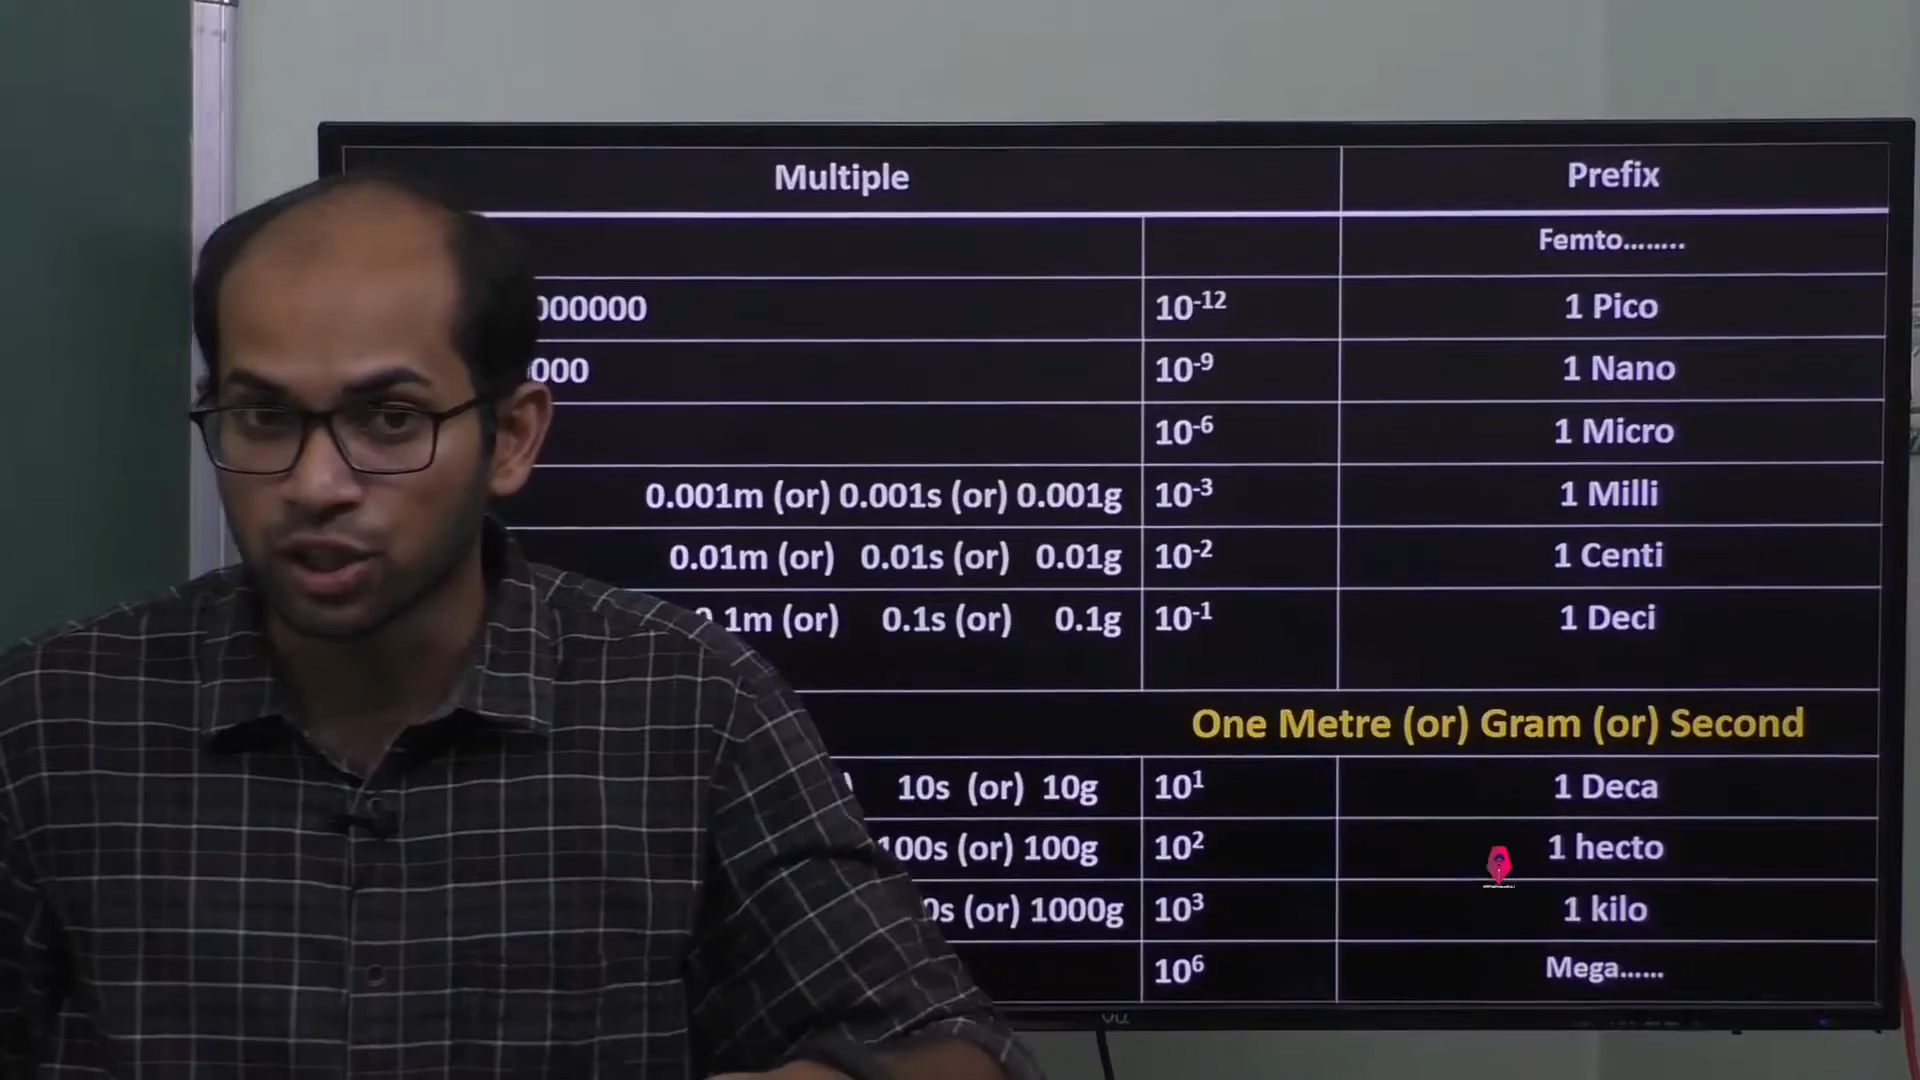 Multiple Prefix
Femto........
000000 10-12 1 Pico
000 10-9 1 Nano
10-6 1 Micro
0.001m (or) 0.001s (or) 0.001g 10-3 1 Milli
0.01m (or) 0.01s (or) 0.01g 10-2 1 Centi
0.1m (or) 0.1s (or) 0.1g 10-1 1 Deci
One Metre (or) Gram (or) Second
10s (or) 10g 101 1 Deca
100s (or) 100g 102 1 hecto
0s (or) 1000g 103 1 kilo
106 Mega......